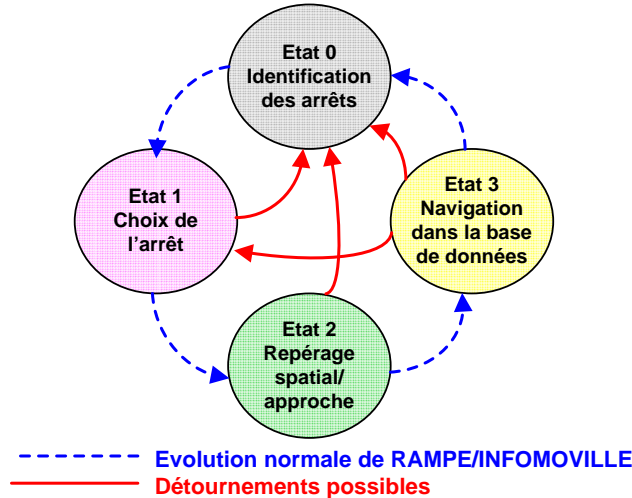 Etat 0
Identification
des arrêts
Etat 1
Choix de
l'arrêt
Etat 3
Navigation
dans la base
de données
Etat 2
Repérage
spatial/
approche
Evolution normale de RAMPE/INFOMOVILLE
Détournements possibles